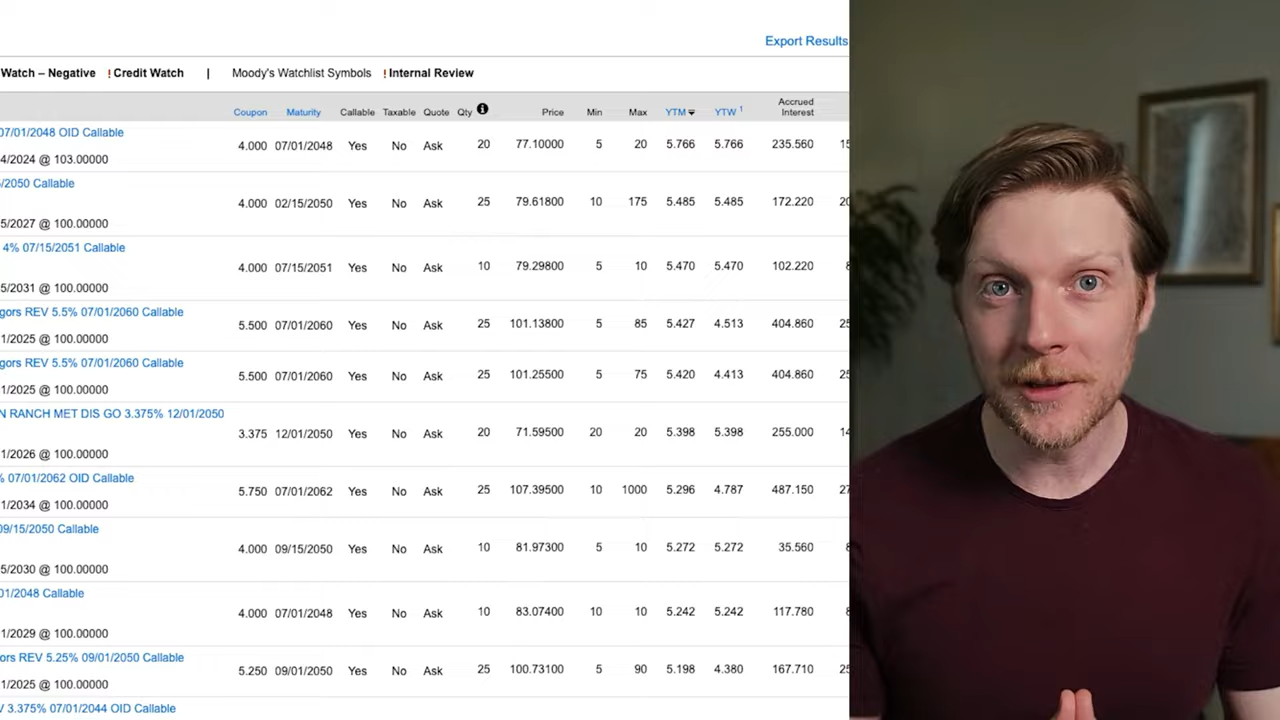 Export Results
Watch – Negative ! Credit Watch | Moody's Watchlist Symbols ! Internal Review
Coupon Maturity Callable Taxable Quote Qty i Price Min Max YTM YTW 1 Accrued Interest
07/01/2048 OID Callable
4.000 07/01/2048 Yes No Ask 20 77.10000 5 20 5.766 5.766 235.560 15
4/2024 @ 103.00000
5/2050 Callable
4.000 02/15/2050 Yes No Ask 25 79.61800 10 175 5.485 5.485 172.220 20
5/2027 @ 100.00000
4% 07/15/2051 Callable
4.000 07/15/2051 Yes No Ask 10 79.29800 5 10 5.470 5.470 102.220 8
5/2031 @ 100.00000
gors REV 5.5% 07/01/2060 Callable
5.500 07/01/2060 Yes No Ask 25 101.13800 5 85 5.427 4.513 404.860 25
1/2025 @ 100.00000
gors REV 5.5% 07/01/2060 Callable
5.500 07/01/2060 Yes No Ask 25 101.25500 5 75 5.420 4.413 404.860 25
1/2025 @ 100.00000
N RANCH MET DIS GO 3.375% 12/01/2050
3.375 12/01/2050 Yes No Ask 20 71.59500 20 20 5.398 5.398 255.000 14
1/2026 @ 100.00000
% 07/01/2062 OID Callable
5.750 07/01/2062 Yes No Ask 25 107.39500 10 1000 5.296 4.787 487.150 27
1/2034 @ 100.00000
09/15/2050 Callable
4.000 09/15/2050 Yes No Ask 10 81.97300 5 10 5.272 5.272 35.560 8
5/2030 @ 100.00000
01/2048 Callable
4.000 07/01/2048 Yes No Ask 10 83.07400 10 10 5.242 5.242 117.780 8
1/2029 @ 100.00000
ors REV 5.25% 09/01/2050 Callable
5.250 09/01/2050 Yes No Ask 25 100.73100 5 90 5.198 4.380 167.710 25
1/2025 @ 100.00000
V 3.375% 07/01/2044 OID Callable